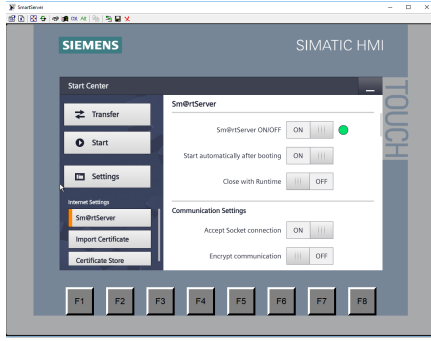 SmartServer
Ctrl Alt
SIEMENS
SIMATIC HMI
TOUCH
Start Center
Transfer
Start
Settings
Internet Settings
Sm@rtServer
Import Certificate
Certificate Store
Sm@rtServer
Sm@rtServer ON/OFF ON
Start automatically after booting ON
Close with Runtime OFF
Communication Settings
Accept Socket connection ON
Encrypt communication OFF
F1 F2 F3 F4 F5 F6 F7 F8